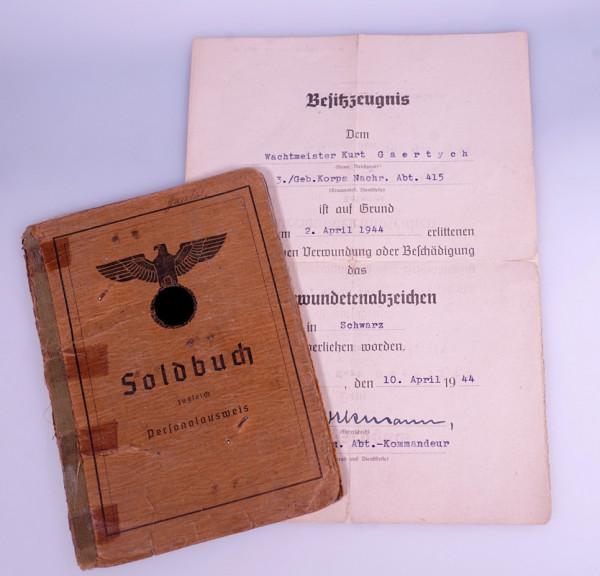 Besitzzeugnis
Dem
Wachtmeister Kurt Gaertych
3./Geb.Korps Nachr. Abt. 415
ist auf Grund
m 2. April 1944 erlittenen
en Verwundung oder Beschädigung
das
wundetenabzeichen
in Schwarz
verliehen worden.
, den 10. April 1944
u. Abt.-Kommandeur
Soldbuch
zugleich
Personalausweis